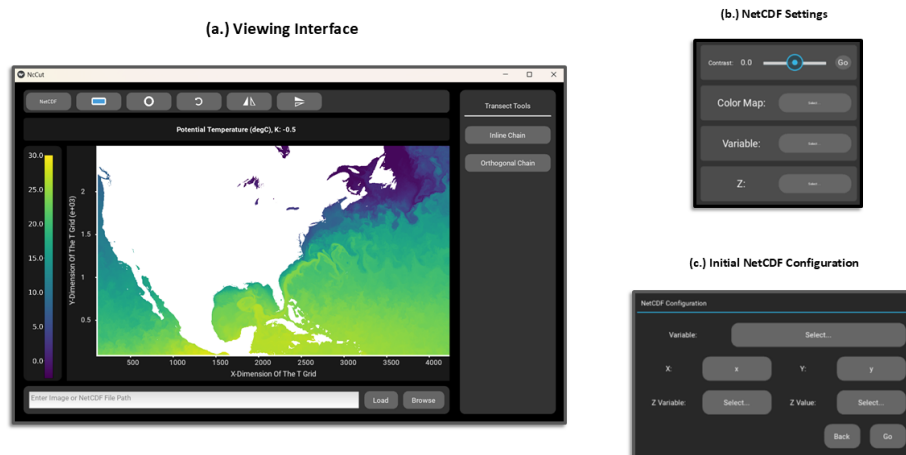 (a.) Viewing Interface
NcCut
NetCDF
Potential Temperature (degC), K: -0.5
30.0
25.0
20.0
15.0
10.0
5.0
0.0
Y-Dimension Of The T Grid (e+03)
2
1.5
1
0.5
500 1000 1500 2000 2500 3000 3500 4000
X-Dimension Of The T Grid
Enter Image or NetCDF File Path
Load
Browse
Transect Tools
Inline Chain
Orthogonal Chain
(b.) NetCDF Settings
Contrast: 0.0 Go
Color Map: Select...
Variable: Select...
Z: Select...
(c.) Initial NetCDF Configuration
NetCDF Configuration
Variable: Select...
X: x Y: y
Z Variable: Select... Z Value: Select...
Back Go